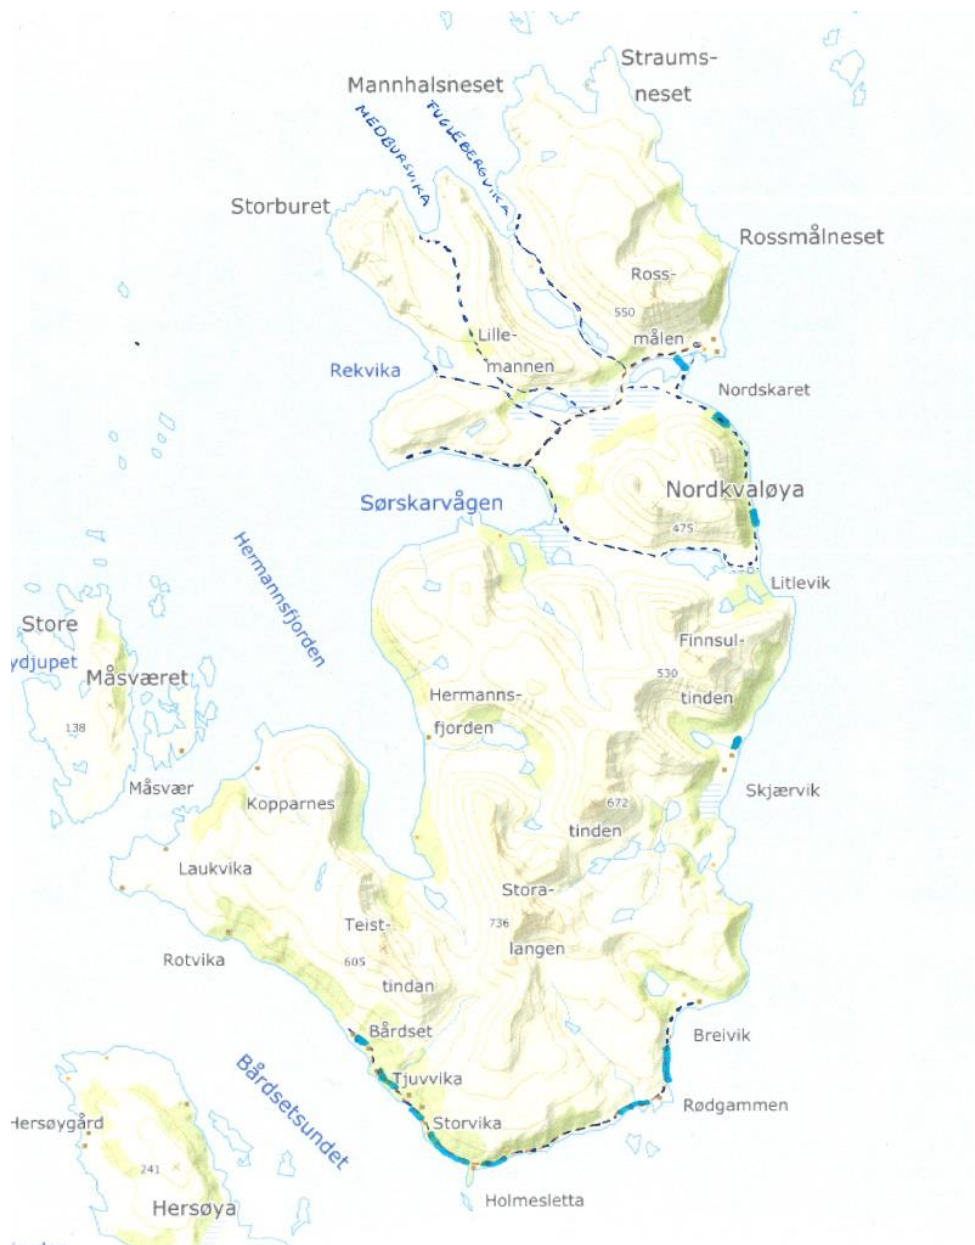 Straums-
neset
Mannhalsneset
FUGLEBERGVIKA
MEDBURSVIKA
Storburet
Rossmålneset
Ross-
550
målen
Lille-
mannen
Rekvika
Nordskaret
Nordkvaløya
Sørskarvågen
475
Hermannsfjorden
Litlevik
Store
ydjupet
Måsværet
138
Finnsul-
530
tinden
Hermanns-
fjorden
Måsvær
Kopparnes
Skjærvik
672
tinden
Laukvika
Stora-
736
langen
Teist-
605
tindan
Rotvika
Bårdset
Breivik
Bårdsetsundet
Tjuvvika
Rødgammen
Hersøygård
Storvika
241
Hersøya
Holmesletta